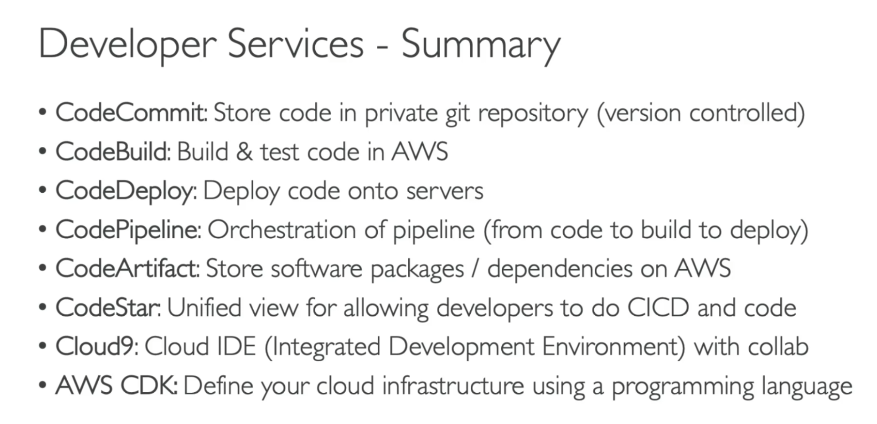 Developer Services - Summary
• CodeCommit: Store code in private git repository (version controlled)
• CodeBuild: Build & test code in AWS
• CodeDeploy: Deploy code onto servers
• CodePipeline: Orchestration of pipeline (from code to build to deploy)
• CodeArtifact: Store software packages / dependencies on AWS
• CodeStar: Unified view for allowing developers to do CICD and code
• Cloud9: Cloud IDE (Integrated Development Environment) with collab
• AWS CDK: Define your cloud infrastructure using a programming language